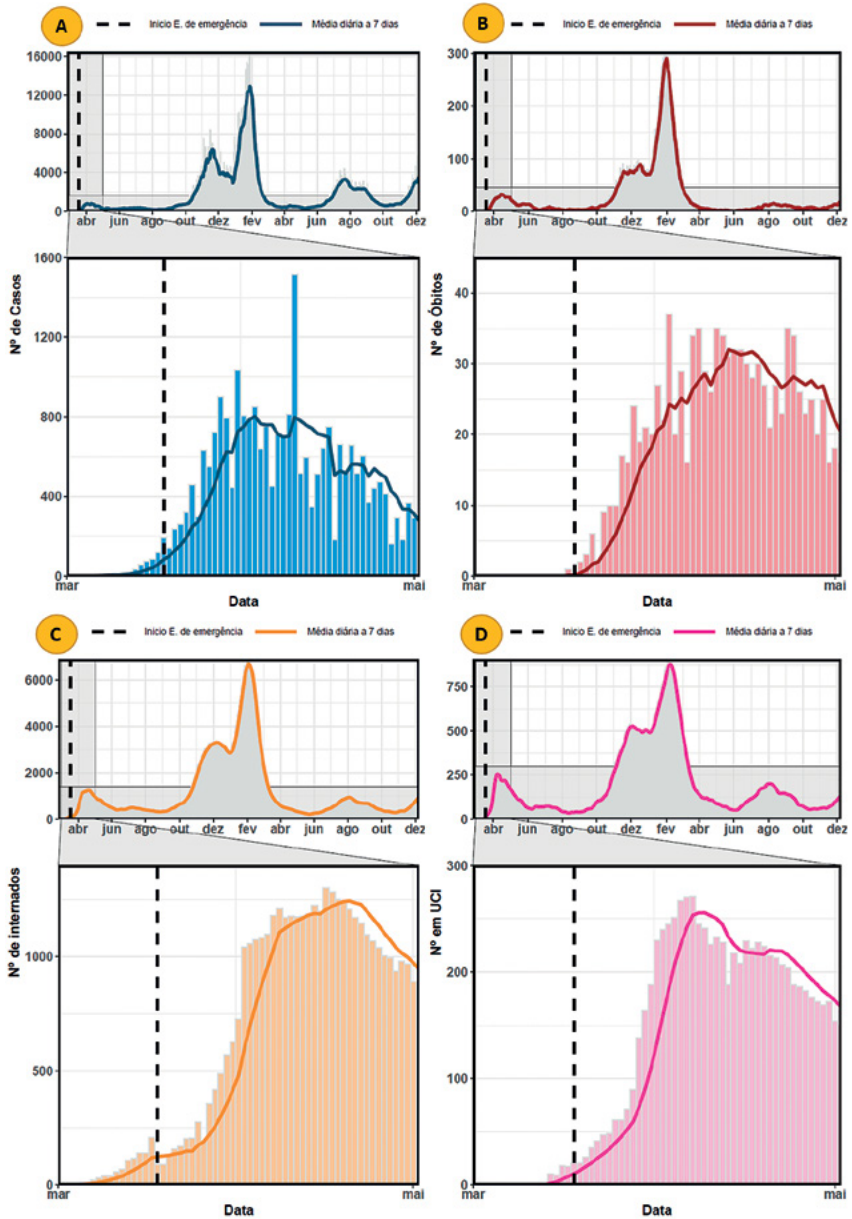 A
Inicio E. de emergência
Média diária a 7 dias
16000
12000
8000
4000
0
abr jun ago out dez fev abr jun ago out dez
1600
1200
800
400
0
Nº de Casos
mar mai
Data
B
Inicio E. de emergência
Média diária a 7 dias
300
200
100
50
0
abr jun ago out dez fev abr jun ago out dez
40
30
20
10
0
Nº de Óbitos
mar mai
Data
C
Inicio E. de emergência
Média diária a 7 dias
6000
4000
2000
0
abr jun ago out dez fev abr jun ago out dez
1000
500
0
Nº de internados
mar mai
Data
D
Inicio E. de emergência
Média diária a 7 dias
750
500
250
0
abr jun ago out dez fev abr jun ago out dez
300
200
100
0
Nº em UCI
mar mai
Data